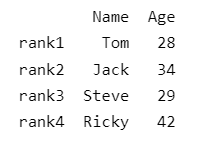 Name Age
rank1 Tom 28
rank2 Jack 34
rank3 Steve 29
rank4 Ricky 42